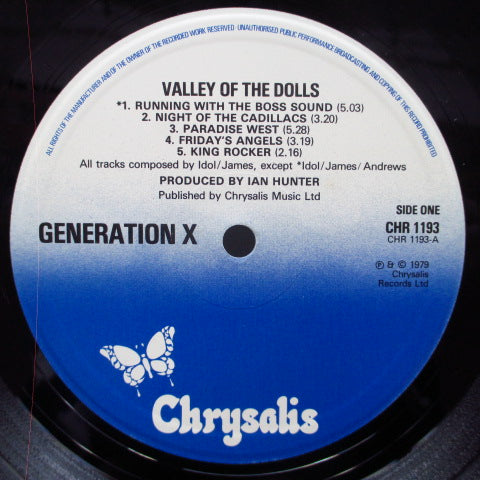 ALL RIGHTS OF THE MANUFACTURER AND OF THE OWNER OF THE RECORDED WORK RESERVED · UNAUTHORISED PUBLIC PERFORMANCE BROADCASTING AND COPYING OF THIS RECORD PROHIBITED
VALLEY OF THE DOLLS
*1. RUNNING WITH THE BOSS SOUND (5.03)
2. NIGHT OF THE CADILLACS (3.20)
3. PARADISE WEST (5.28)
4. FRIDAY'S ANGELS (3.19)
5. KING ROCKER (2.16)
All tracks composed by Idol/James, except *Idol/James/Andrews
PRODUCED BY IAN HUNTER
Published by Chrysalis Music Ltd
SIDE ONE
GENERATION X
CHR 1193
CHR 1193-A
℗ & © 1979
Chrysalis
Records Ltd
Chrysalis